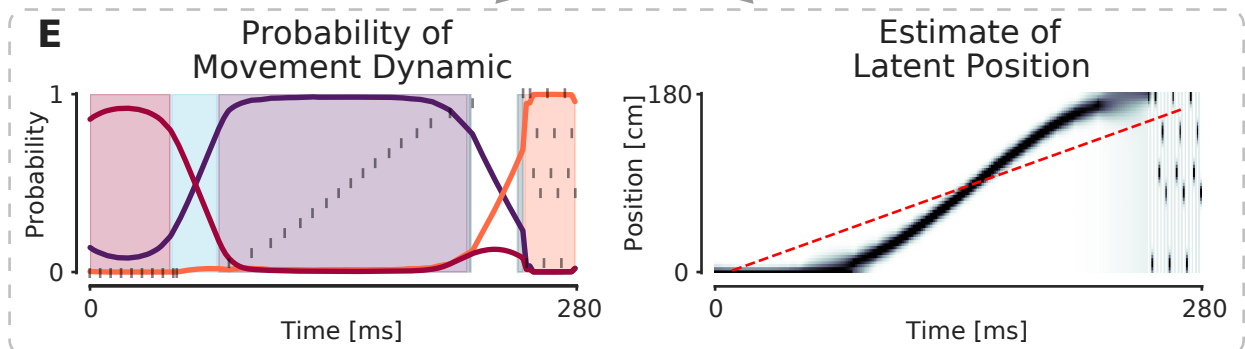 E
Probability of
Movement Dynamic
1
Probability
0
0
280
Time [ms]
Estimate of
Latent Position
180
Position [cm]
0
0
280
Time [ms]